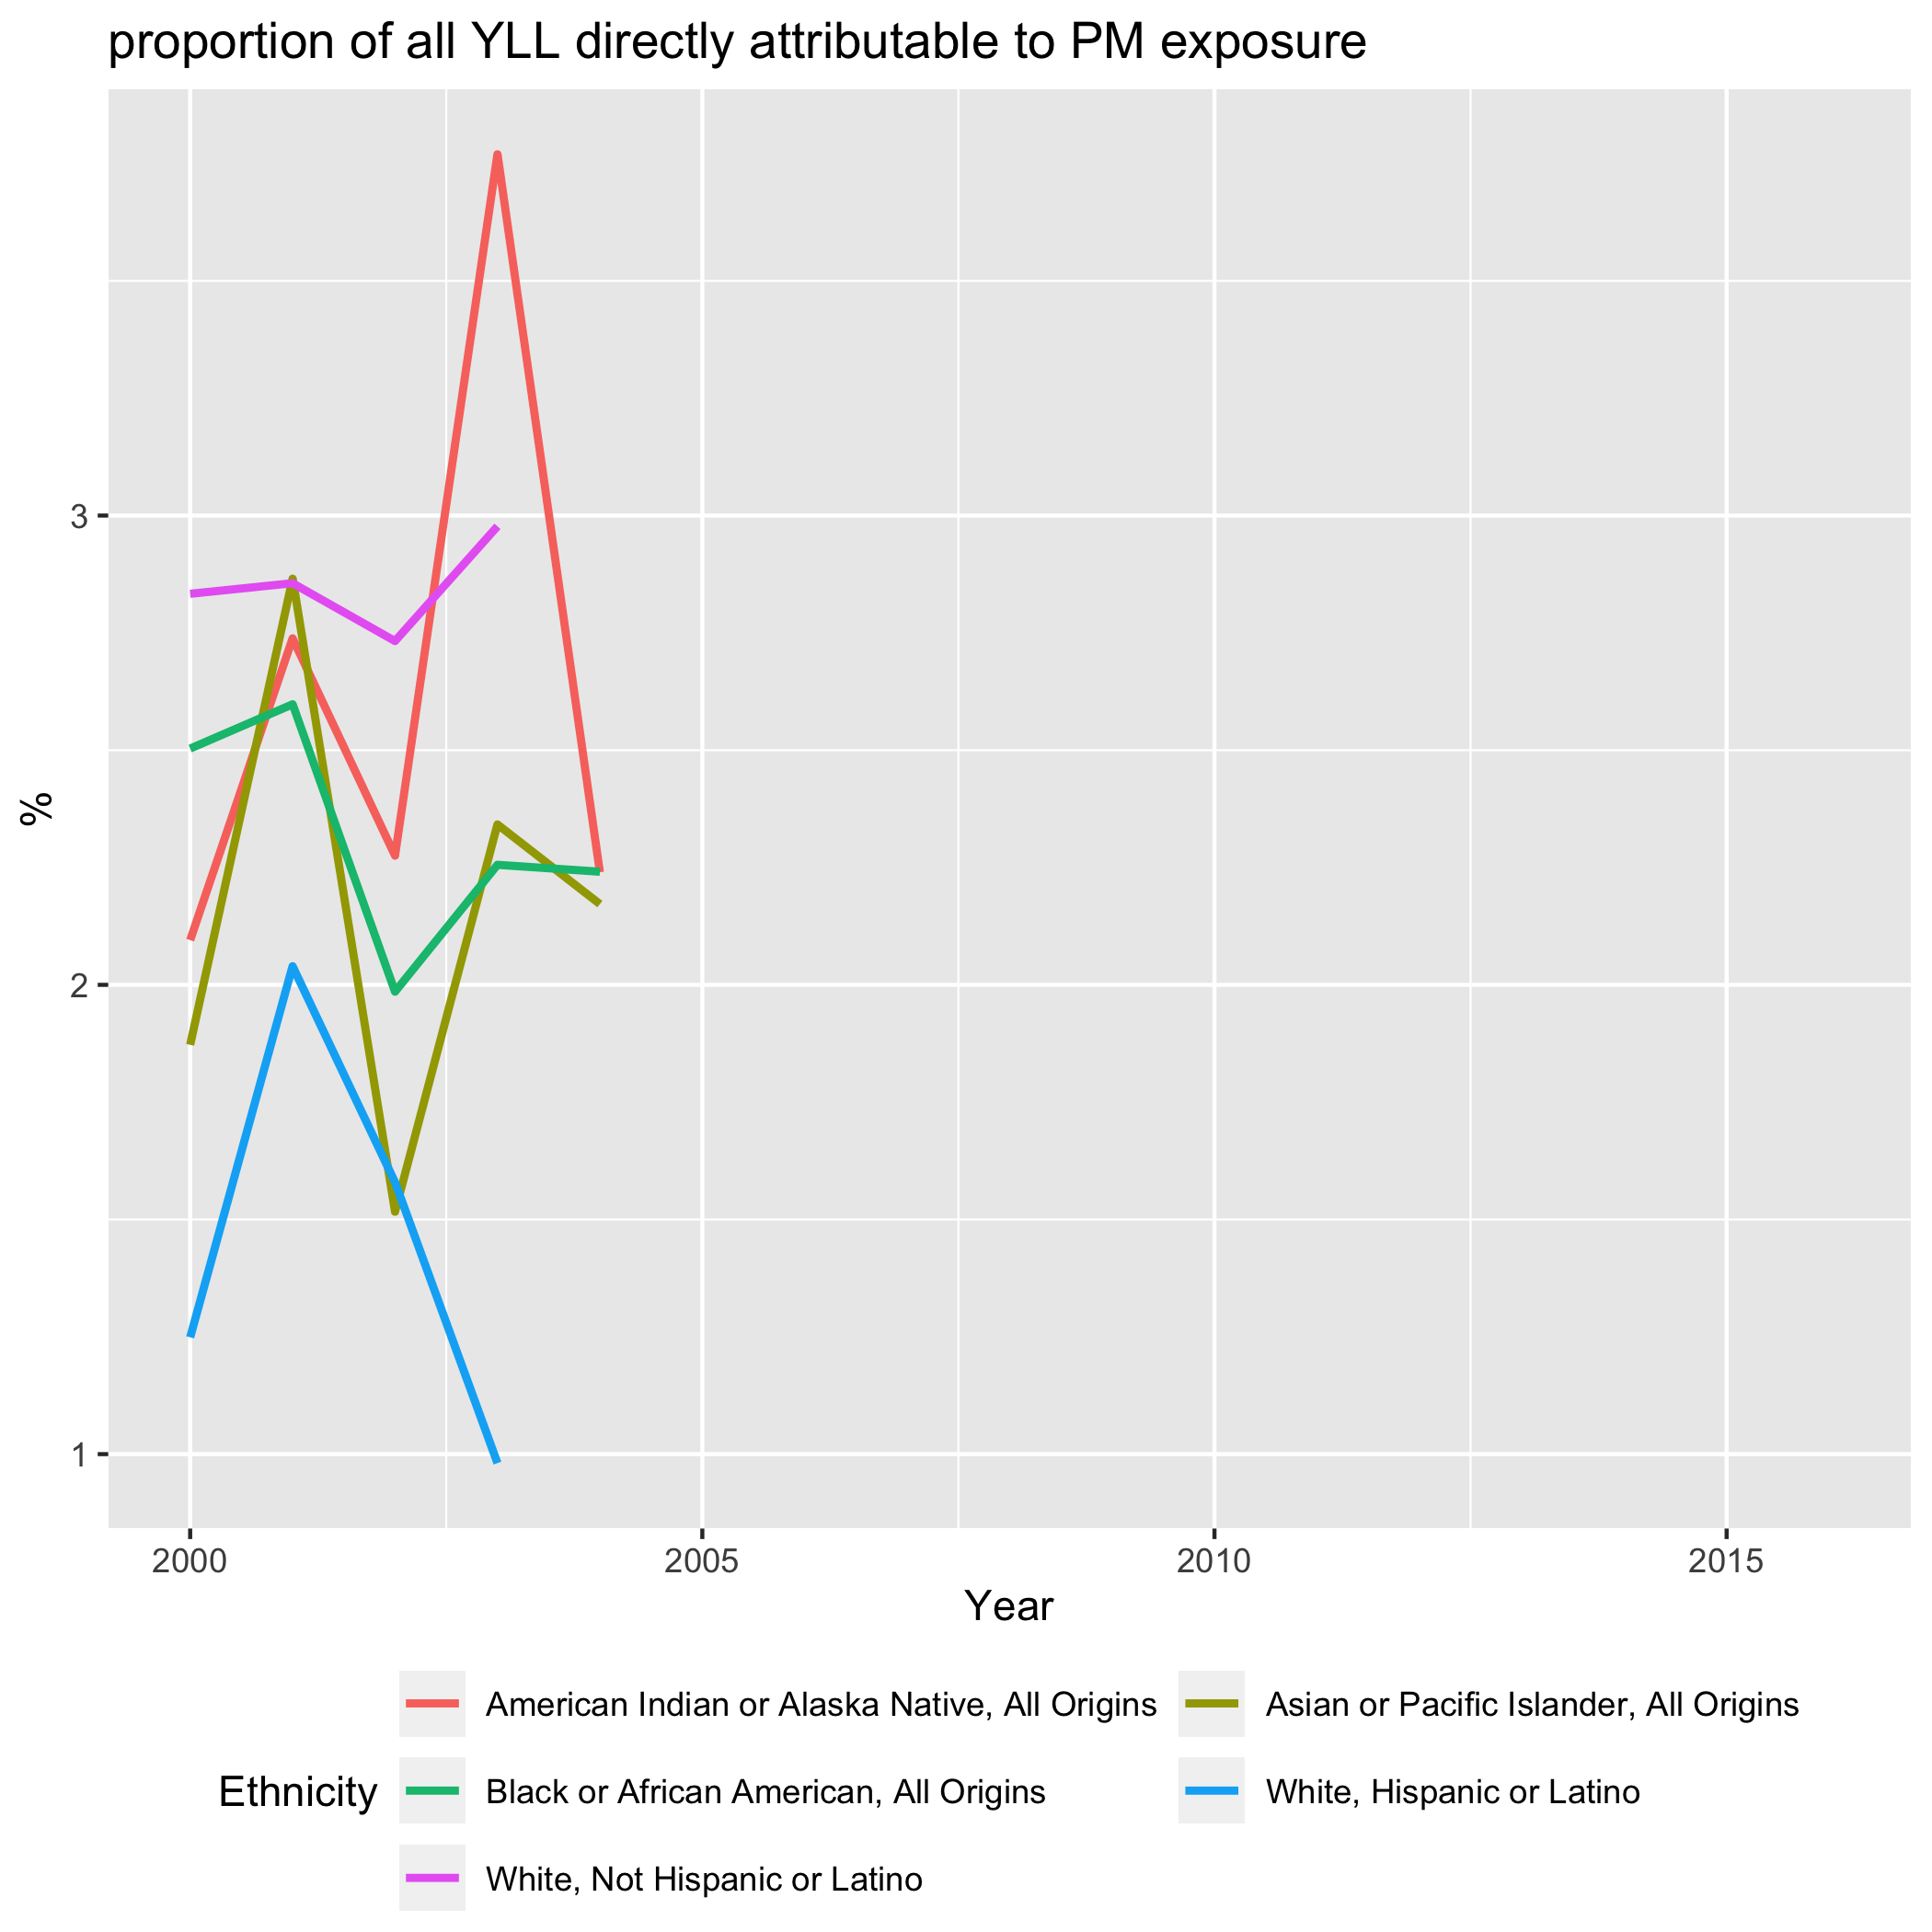 proportion of all YLL directly attributable to PM exposure
3
2
1
%
2000 2005 2010 2015
Year
Ethnicity
American Indian or Alaska Native, All Origins
Asian or Pacific Islander, All Origins
Black or African American, All Origins
White, Hispanic or Latino
White, Not Hispanic or Latino